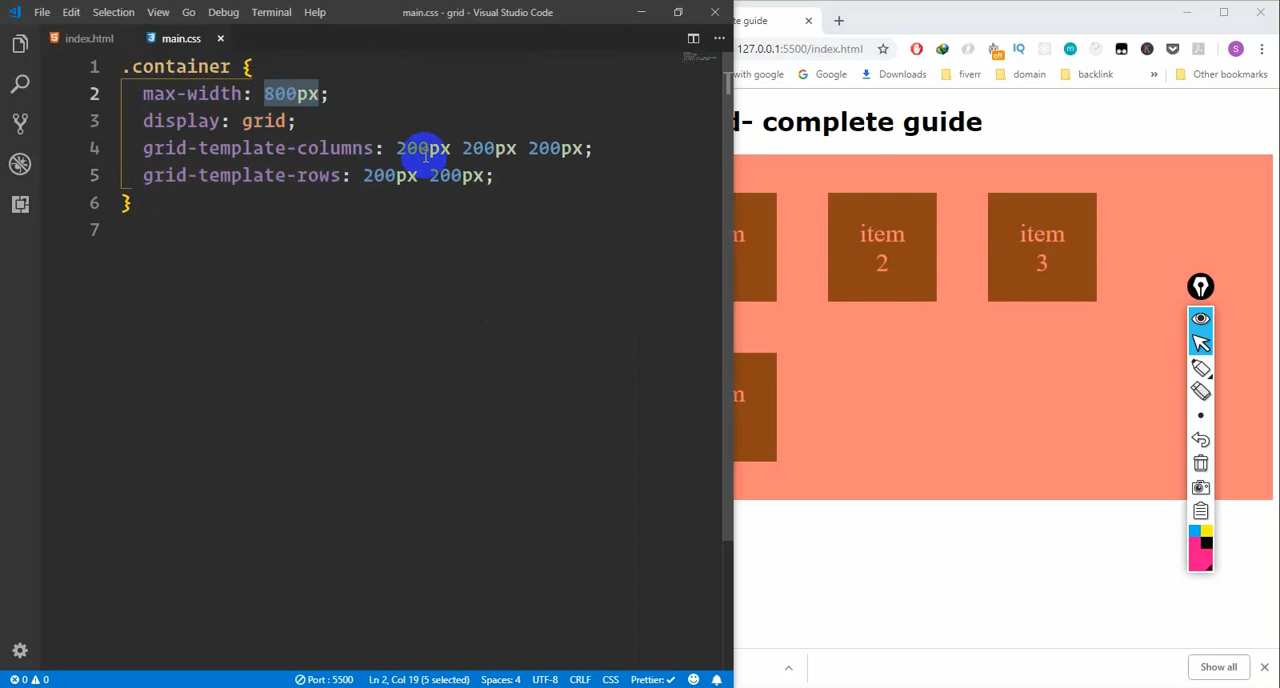 File Edit Selection View Go Debug Terminal Help
main.css - grid - Visual Studio Code
index.html
main.css
1 .container {
2 max-width: 800px;
3 display: grid;
4 grid-template-columns: 200px 200px 200px;
5 grid-template-rows: 200px 200px;
6 }
7
0 0
Port : 5500
Ln 2, Col 19 (5 selected)
Spaces: 4
UTF-8
CRLF
CSS
Prettier:
te guide
127.0.0.1:5500/index.html
IQ
off
m
K
S
with google
Google
Downloads
fiverr
domain
backlink
»
Other bookmarks
d- complete guide
m
item
2
item
3
m
Show all